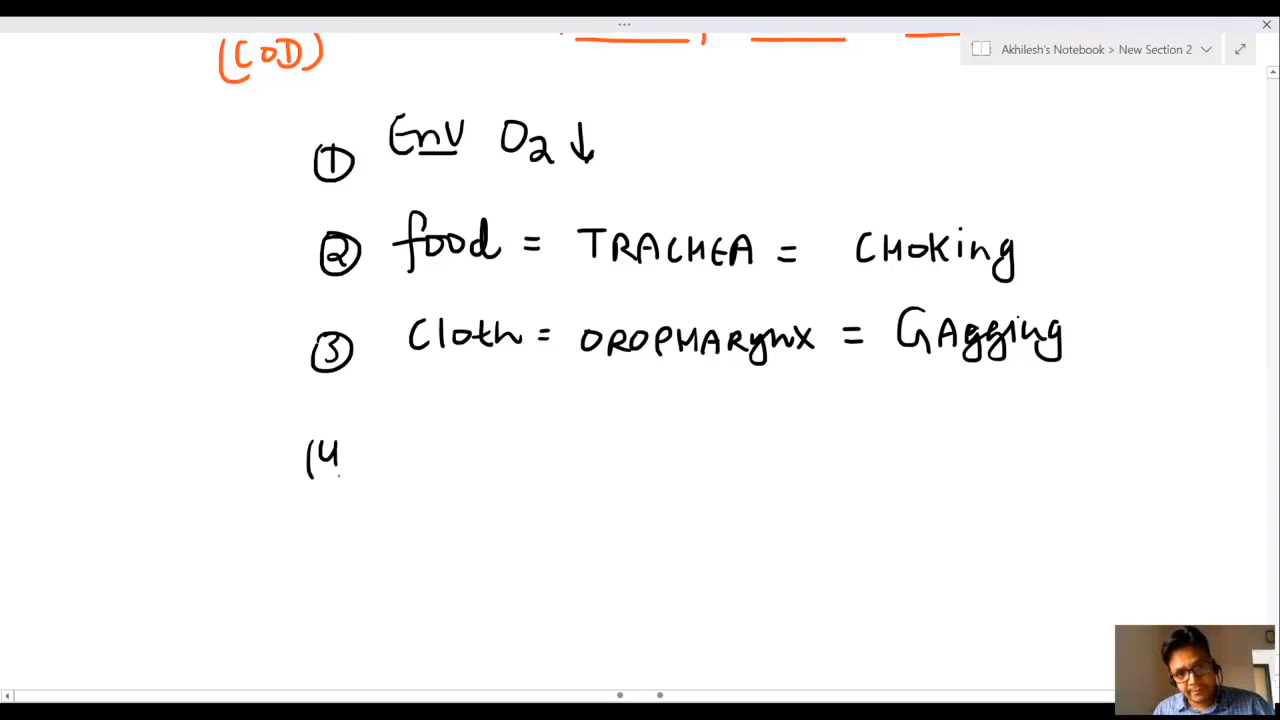 Akhilesh's Notebook > New Section 2
(COD)
① Env O2 ↓
② food = TRACHEA = CHOKing
③ Cloth = OROPHARynX = GAgging
(4